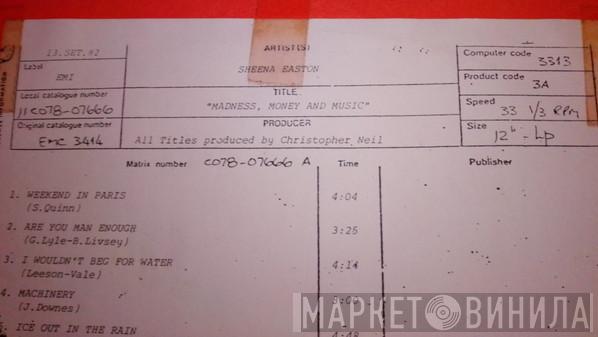 13.SET.82
ARTIST(S)
Computer code 3313
Label
EMI
SHEENA EASTON
Product code
3A
Local catalogue number
11C078-07666
TITLE
"MADNESS, MONEY AND MUSIC"
Speed
33 1/3 RPM
Original catalogue number
EMC 3414
PRODUCER
All Titles produced by Christopher Neil
Size
12" - Lp
Matrix number C078-07666 A
Time
Publisher
1. WEEKEND IN PARIS 4:04
(S.Quinn)
2. ARE YOU MAN ENOUGH 3:25
(G.Lyle-B.Livsey)
3. I WOULDN'T BEG FOR WATER 4:14
(Leeson-Vale)
4. MACHINERY
(J.Downes)
5. ICE OUT IN THE RAIN 4:48
МАРКЕТ ВИНИЛА